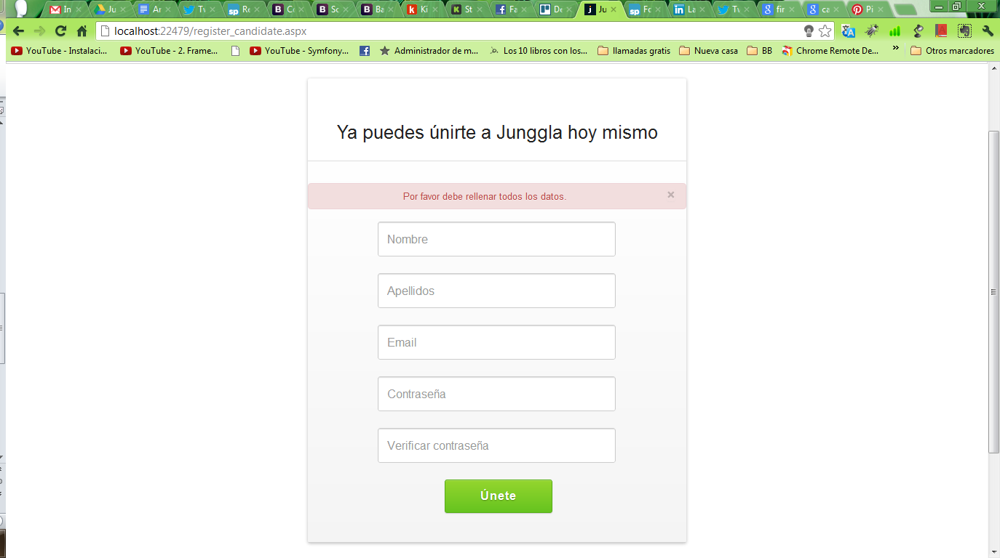 In
Ju
Ar
Tv
Re
C
Sc
Ba
Ki
St
Fa
De
Ju
Fo
La
Tv
fir
ca
Pi
localhost:22479/register_candidate.aspx
YouTube - Instalaci...
YouTube - 2. Frame...
YouTube - Symfony...
Administrador de m...
Los 10 libros con los...
llamadas gratis
Nueva casa
BB
Chrome Remote De...
»
Otros marcadores
Ya puedes únirte a Junggla hoy mismo
Por favor debe rellenar todos los datos.
×
Nombre
Apellidos
Email
Contraseña
Verificar contraseña
Únete